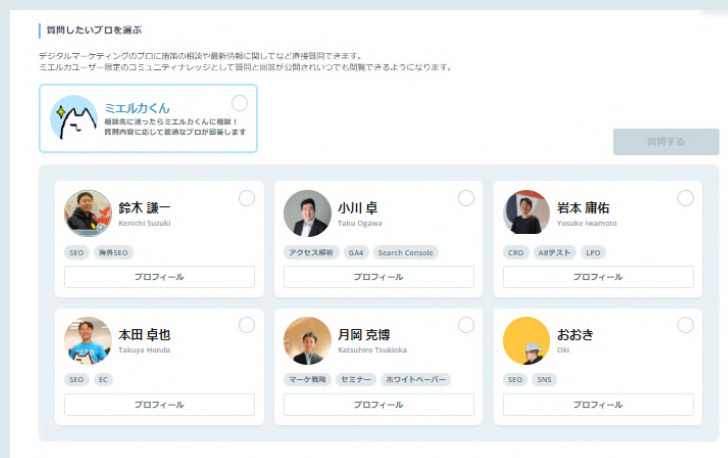 質問したいプロを選ぶ
デジタルマーケティングのプロに施策の相談や最新情報に関してなど直接質問できます。
ミエルカユーザー限定のコミュニティナレッジとして質問と回答が公開されいつでも閲覧できるようになります。
ミエルカくん
相談先に迷ったらミエルカくんに相談！
質問内容に応じて最適なプロが回答します
質問する
鈴木 謙一
Kenichi Suzuki
SEO 海外SEO
プロフィール
小川 卓
Taku Ogawa
アクセス解析 GA4 Search Console
プロフィール
岩本 庸佑
Yosuke Iwamoto
CRO ABテスト LPO
プロフィール
本田 卓也
Takuya Honda
SEO EC
プロフィール
月岡 克博
Katsuhiro Tsukioka
マーケ戦略 セミナー ホワイトペーパー
プロフィール
おおき
Oki
SEO SNS
プロフィール